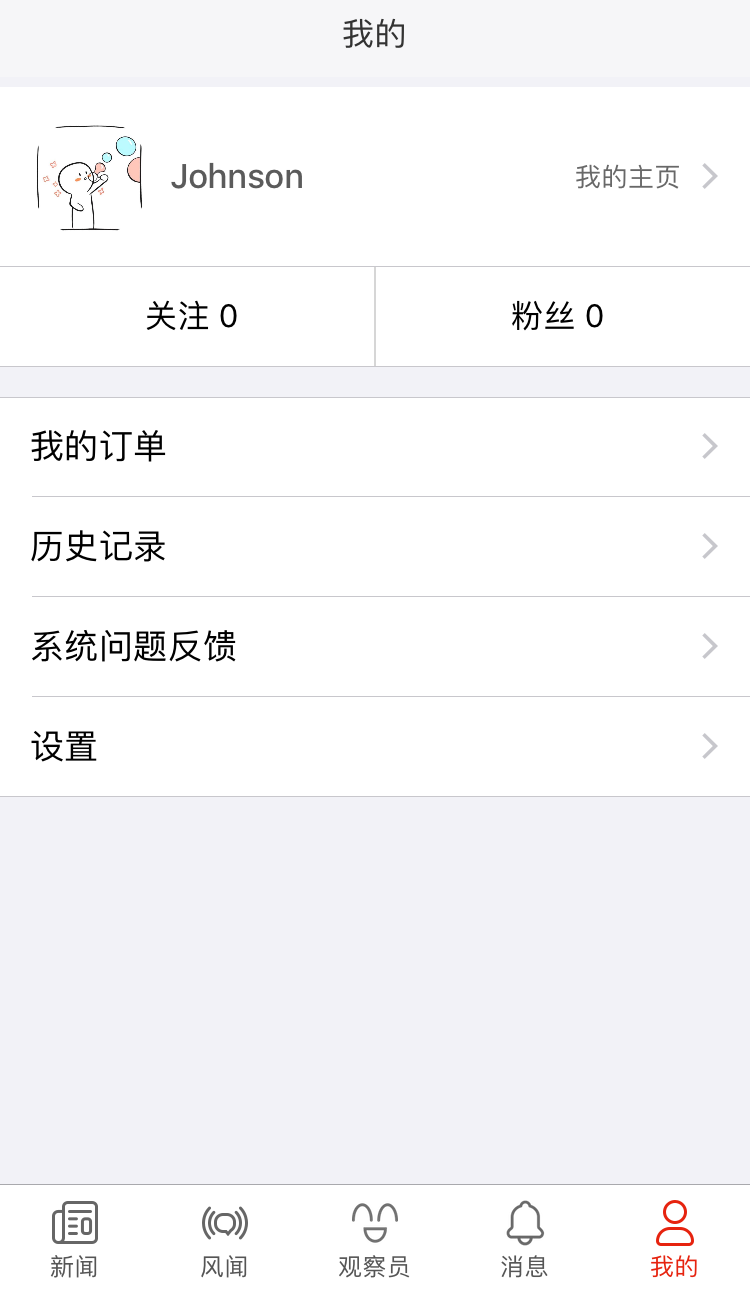 我的
Johnson
我的主页
关注 0
粉丝 0
我的订单
历史记录
系统问题反馈
设置
新闻
风闻
观察员
消息
我的